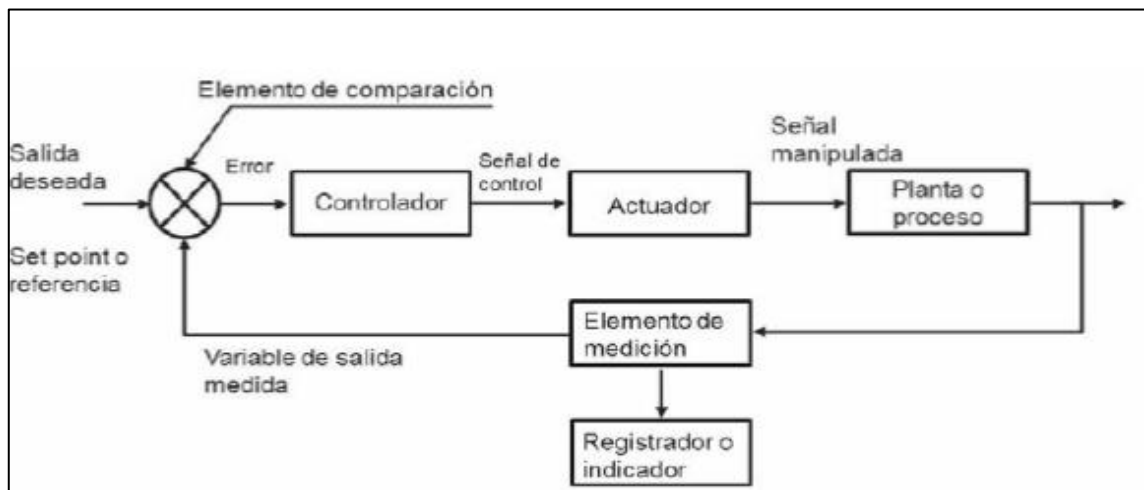 Elemento de comparación
Salida
deseada
Error
Señal de
control
Señal
manipulada
Controlador
Actuador
Planta o
proceso
Set point o
referencia
Variable de salida
medida
Elemento de
medición
Registrador o
indicador